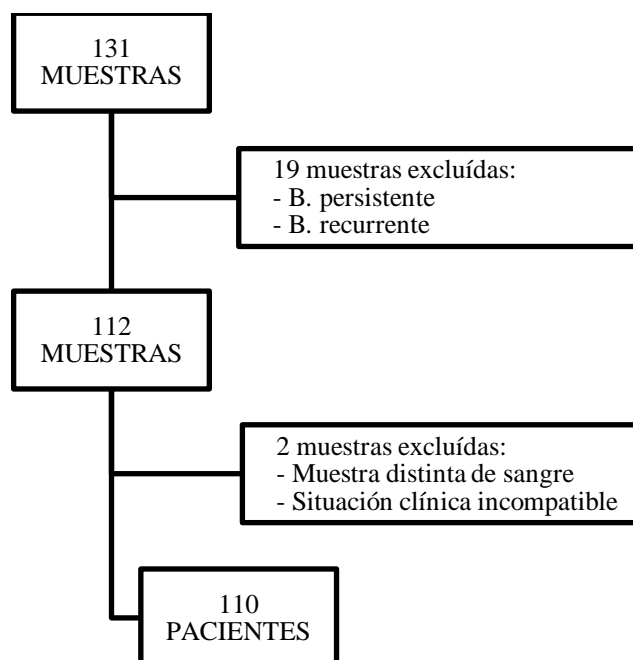 131
MUESTRAS
19 muestras excluídas:
- B. persistente
- B. recurrente
112
MUESTRAS
2 muestras excluídas:
- Muestra distinta de sangre
- Situación clínica incompatible
110
PACIENTES